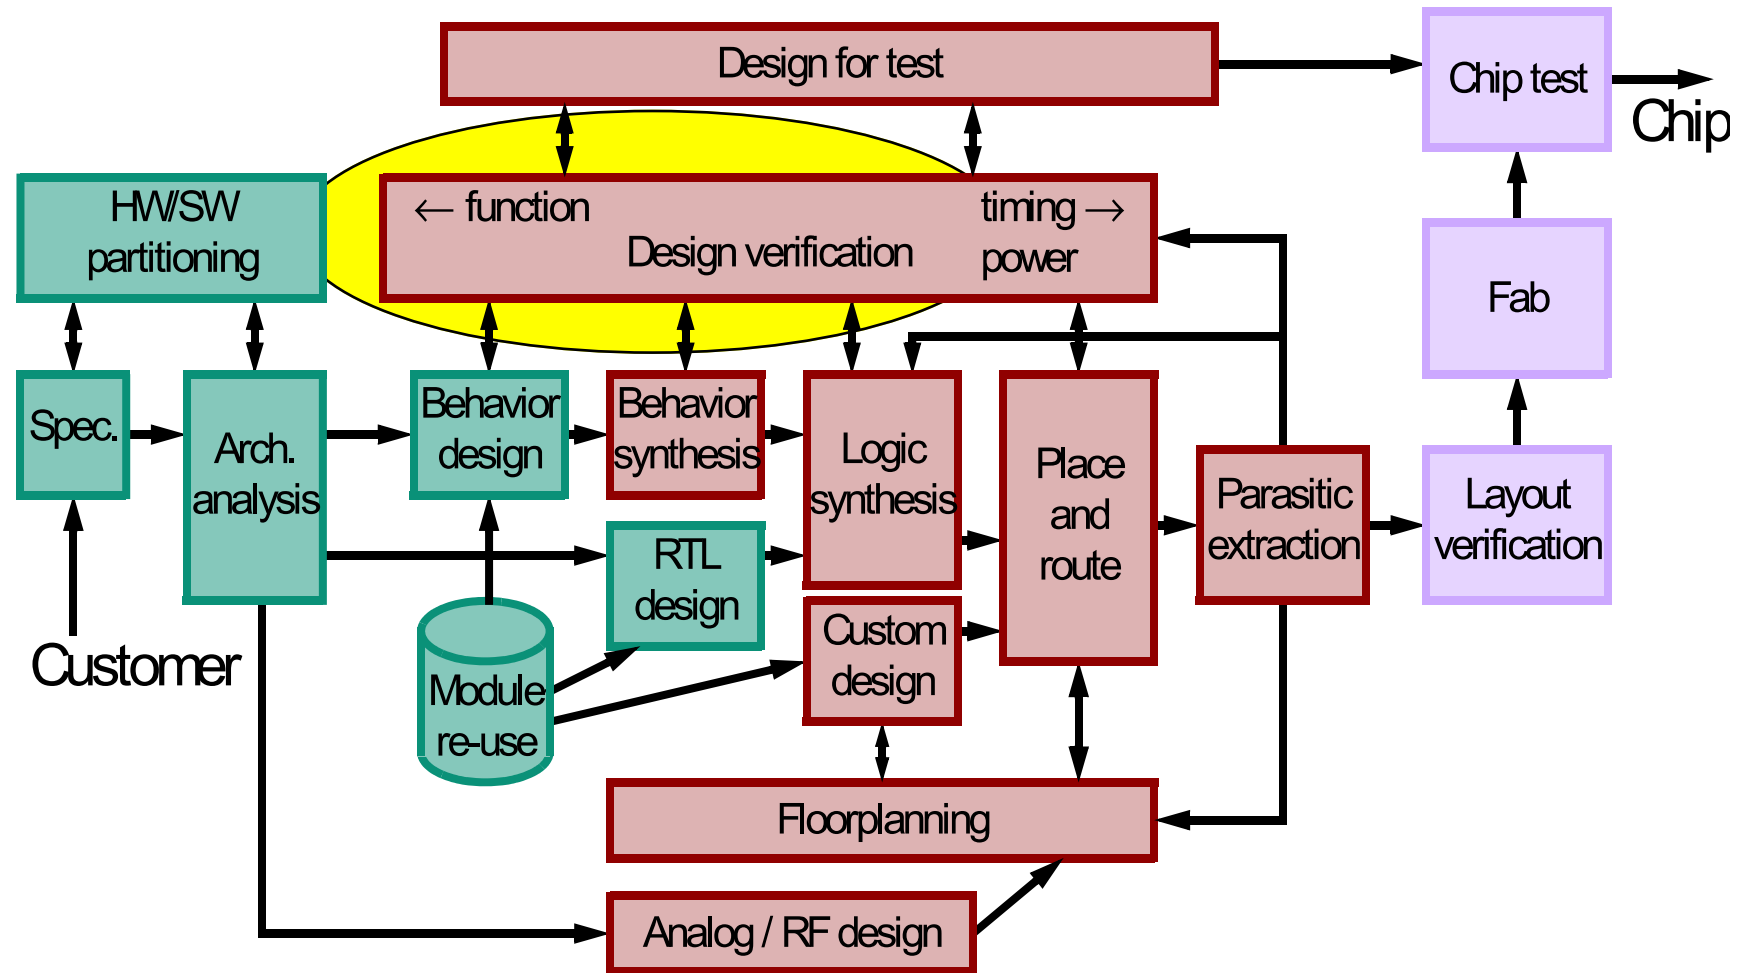 Design for test
Chip test
Chip
HW/SW
partitioning
← function
timing →
Design verification
power
Fab
Spec.
Arch.
analysis
Behavior
design
Behavior
synthesis
Logic
synthesis
Place
and
route
Parasitic
extraction
Layout
verification
RTL
design
Custom
design
Customer
Module
re-use
Floorplanning
Analog / RF design